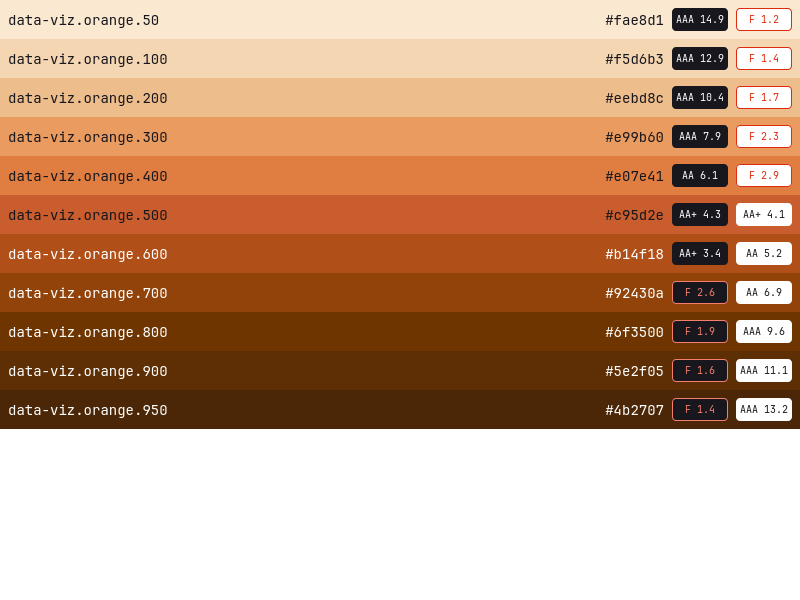 data-viz.orange.50 #fae8d1 AAA 14.9 F 1.2
data-viz.orange.100 #f5d6b3 AAA 12.9 F 1.4
data-viz.orange.200 #eebd8c AAA 10.4 F 1.7
data-viz.orange.300 #e99b60 AAA 7.9 F 2.3
data-viz.orange.400 #e07e41 AA 6.1 F 2.9
data-viz.orange.500 #c95d2e AA+ 4.3 AA+ 4.1
data-viz.orange.600 #b14f18 AA+ 3.4 AA 5.2
data-viz.orange.700 #92430a F 2.6 AA 6.9
data-viz.orange.800 #6f3500 F 1.9 AAA 9.6
data-viz.orange.900 #5e2f05 F 1.6 AAA 11.1
data-viz.orange.950 #4b2707 F 1.4 AAA 13.2